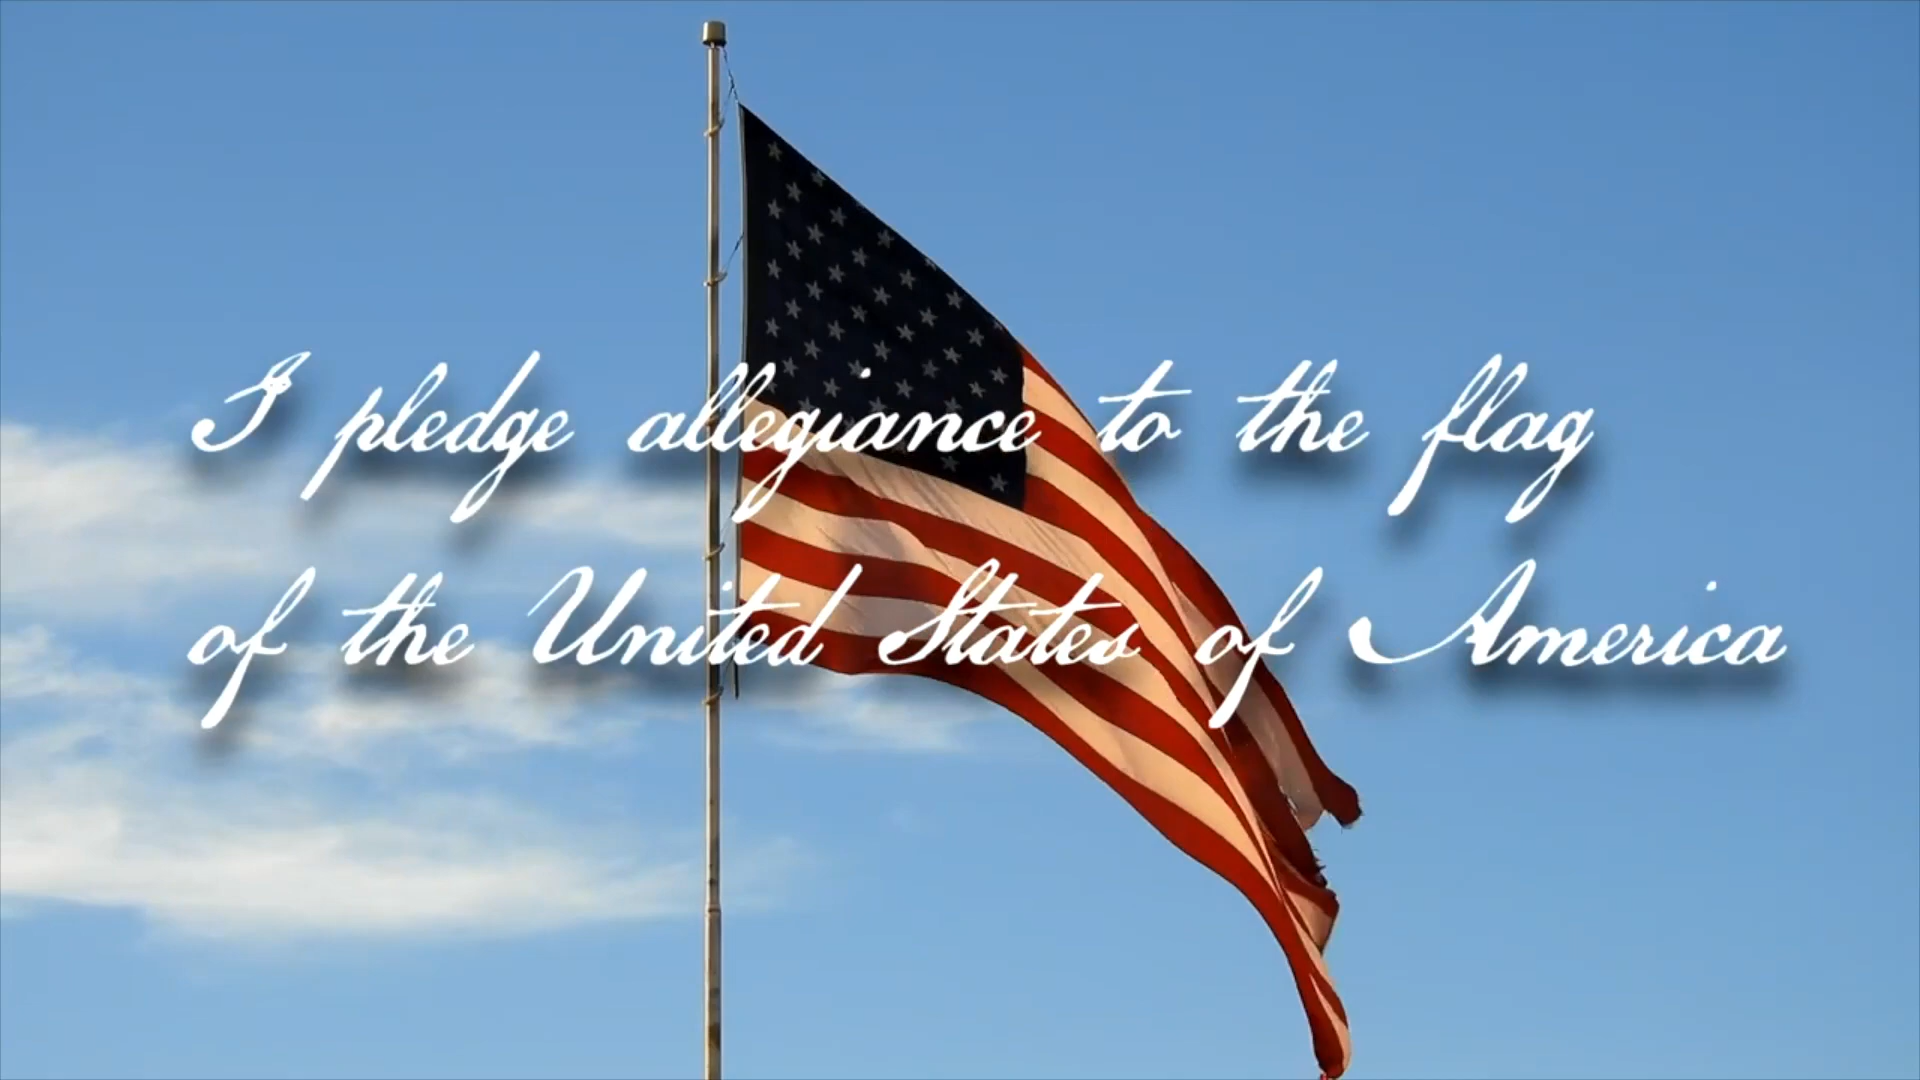 I pledge allegiance to the flag
of the United States of America